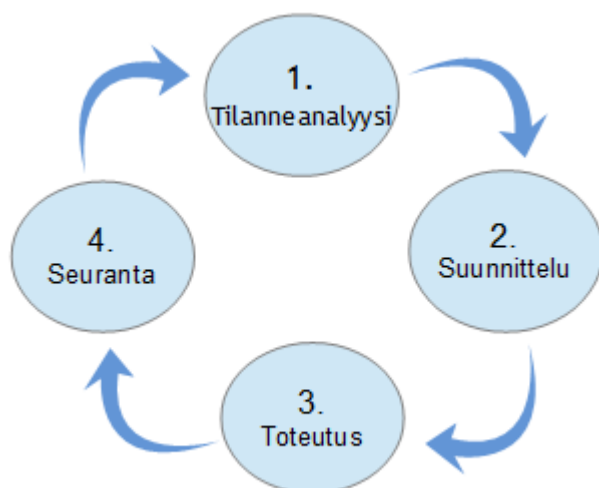 1.
Tilanneanalyysi
2.
Suunnittelu
3.
Toteutus
4.
Seuranta